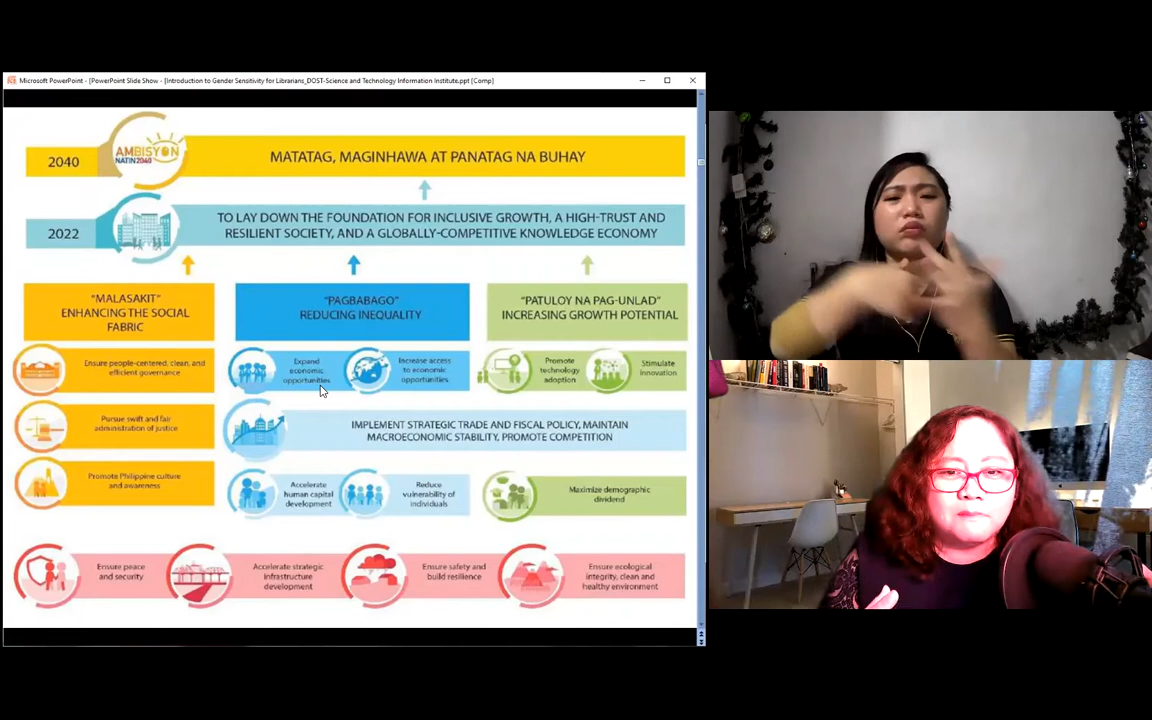 Microsoft PowerPoint - [PowerPoint Slide Show - [Introduction to Gender Sensitivity for Librarians_DOST-Science and Technology Information Institute.ppt [Comp]
2040
AMBISYON
NATIN 2040
MATATAG, MAGINHAWA AT PANATAG NA BUHAY
2022
TO LAY DOWN THE FOUNDATION FOR INCLUSIVE GROWTH, A HIGH-TRUST AND
RESILIENT SOCIETY, AND A GLOBALLY-COMPETITIVE KNOWLEDGE ECONOMY
"MALASAKIT"
ENHANCING THE SOCIAL
FABRIC
"PAGBABAGO"
REDUCING INEQUALITY
"PATULOY NA PAG-UNLAD"
INCREASING GROWTH POTENTIAL
Ensure people-centered, clean, and
efficient governance
Expand
economic
opportunities
Increase access
to economic
opportunities
Promote
technology
adoption
Stimulate
innovation
Pursue swift and fair
administration of justice
IMPLEMENT STRATEGIC TRADE AND FISCAL POLICY, MAINTAIN
MACROECONOMIC STABILITY, PROMOTE COMPETITION
Promote Philippine culture
and awareness
Accelerate
human capital
development
Reduce
vulnerability of
individuals
Maximize demographic
dividend
Ensure peace
and security
Accelerate strategic
infrastructure
development
Ensure safety and
build resilience
Ensure ecological
integrity, clean and
healthy environment